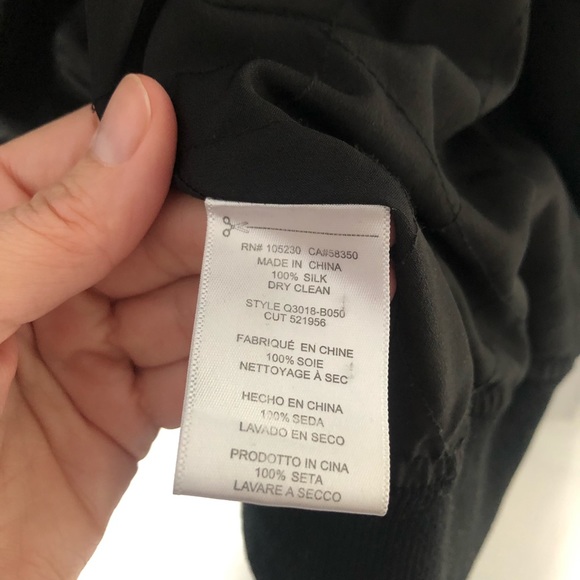 RN# 105230 CA#58350
MADE IN CHINA
100% SILK
DRY CLEAN
STYLE Q3018-B050
CUT 521956
FABRIQUÉ EN CHINE
100% SOIE
NETTOYAGE À SEC
HECHO EN CHINA
100% SEDA
LAVADO EN SECO
PRODOTTO IN CINA
100% SETA
LAVARE A SECCO